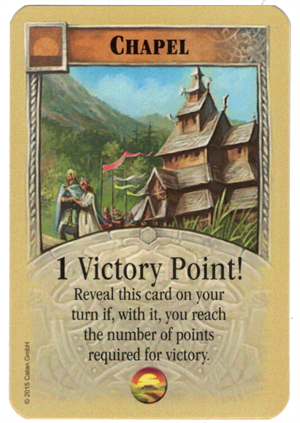 CHAPEL
1 Victory Point!
Reveal this card on your
turn if, with it, you reach
the number of points
required for victory.
© 2015 Catan GmbH